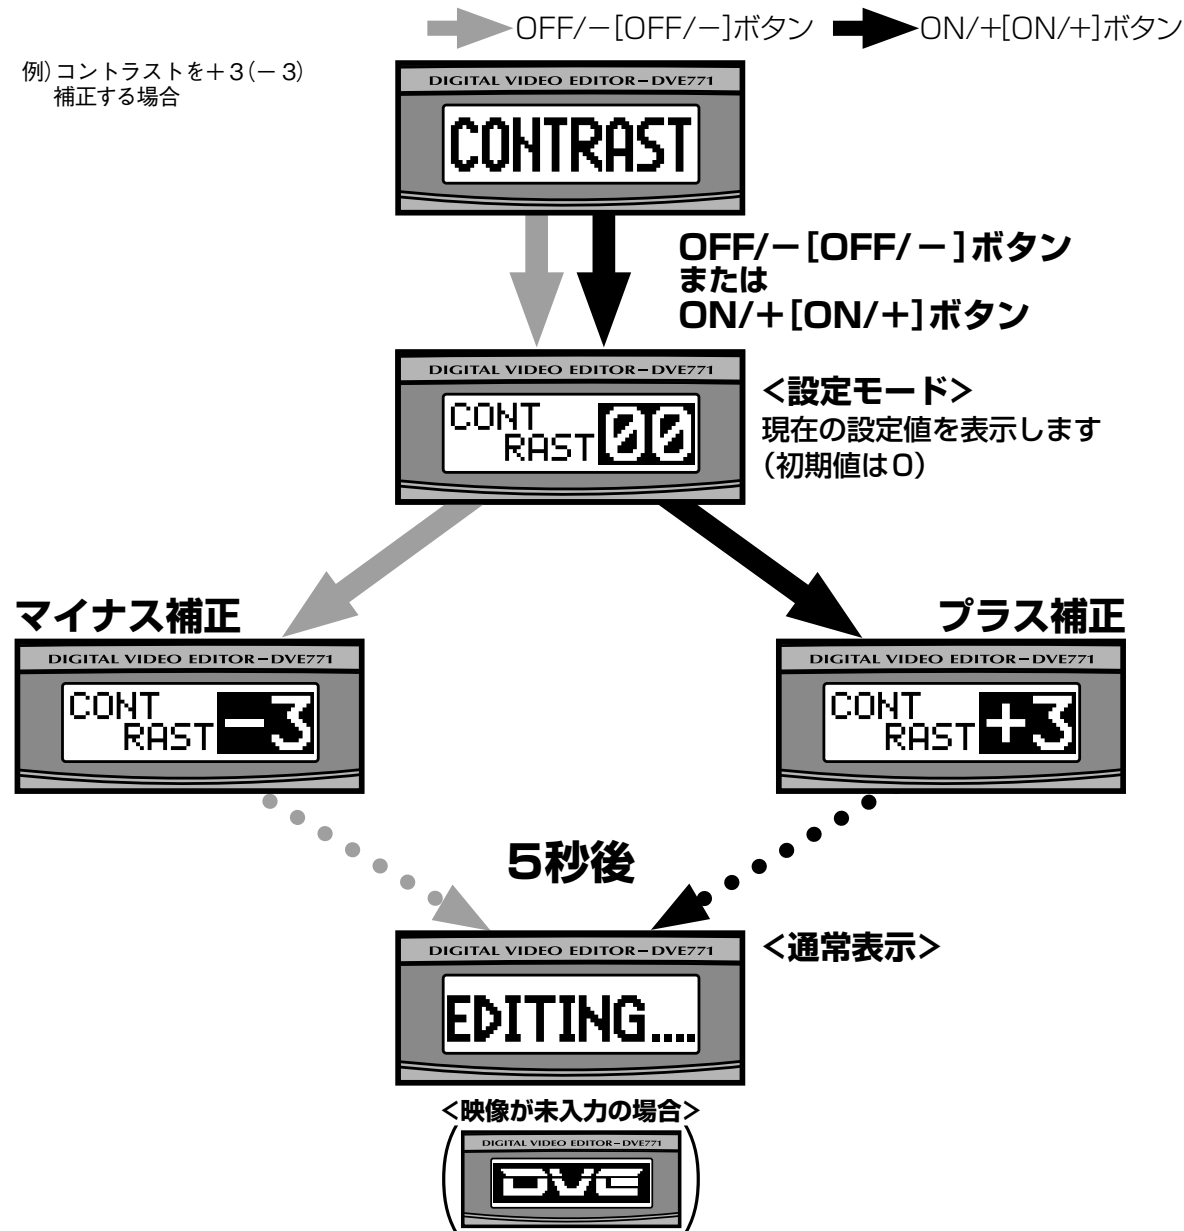 OFF/−[OFF/−]ボタン ON/+[ON/+]ボタン
例)コントラストを+3(−3)
補正する場合
DIGITAL VIDEO EDITOR−DVE771
CONTRAST
OFF/−[OFF/−]ボタン
または
ON/+[ON/+]ボタン
DIGITAL VIDEO EDITOR−DVE771
CONT
RAST 00
<設定モード>
現在の設定値を表示します
(初期値は0)
マイナス補正
DIGITAL VIDEO EDITOR−DVE771
CONT
RAST −3
プラス補正
DIGITAL VIDEO EDITOR−DVE771
CONT
RAST +3
5秒後
DIGITAL VIDEO EDITOR−DVE771
EDITING....
<通常表示>
<映像が未入力の場合>
DIGITAL VIDEO EDITOR−DVE771
DVE